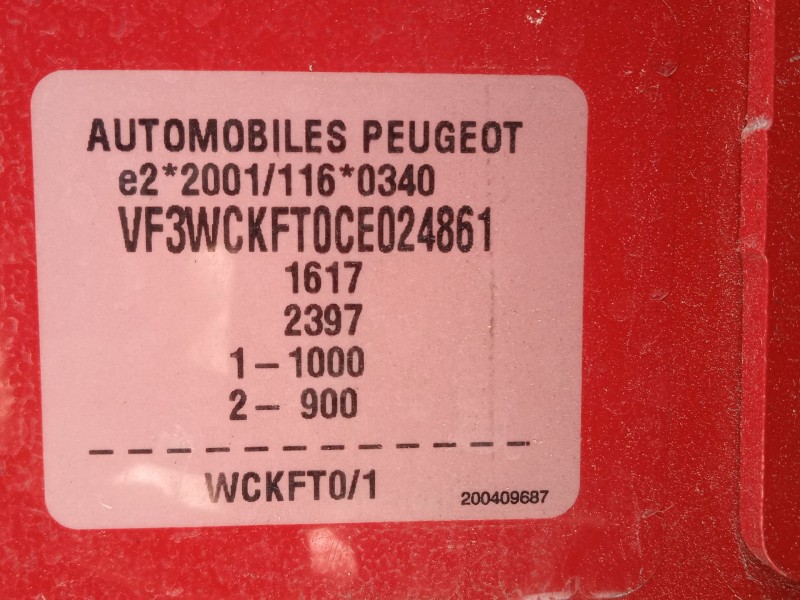 AUTOMOBILES PEUGEOT
e2*2001/116*0340
VF3WCKFT0CE024861
1617
2397
1-1000
2- 900
WCKFT0/1
200409687